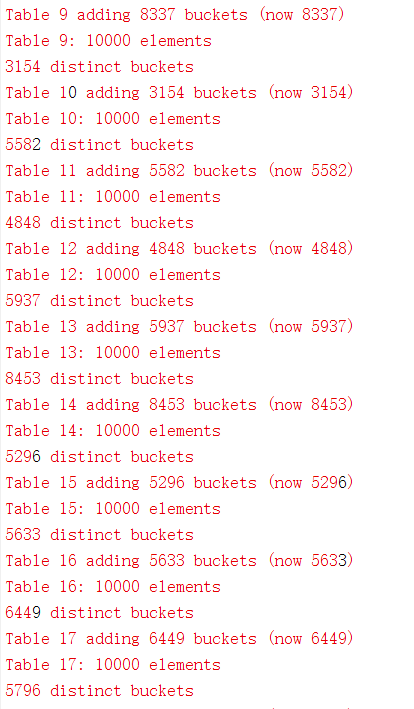 Table 9 adding 8337 buckets (now 8337)
Table 9: 10000 elements
3154 distinct buckets
Table 10 adding 3154 buckets (now 3154)
Table 10: 10000 elements
5582 distinct buckets
Table 11 adding 5582 buckets (now 5582)
Table 11: 10000 elements
4848 distinct buckets
Table 12 adding 4848 buckets (now 4848)
Table 12: 10000 elements
5937 distinct buckets
Table 13 adding 5937 buckets (now 5937)
Table 13: 10000 elements
8453 distinct buckets
Table 14 adding 8453 buckets (now 8453)
Table 14: 10000 elements
5296 distinct buckets
Table 15 adding 5296 buckets (now 5296)
Table 15: 10000 elements
5633 distinct buckets
Table 16 adding 5633 buckets (now 5633)
Table 16: 10000 elements
6449 distinct buckets
Table 17 adding 6449 buckets (now 6449)
Table 17: 10000 elements
5796 distinct buckets